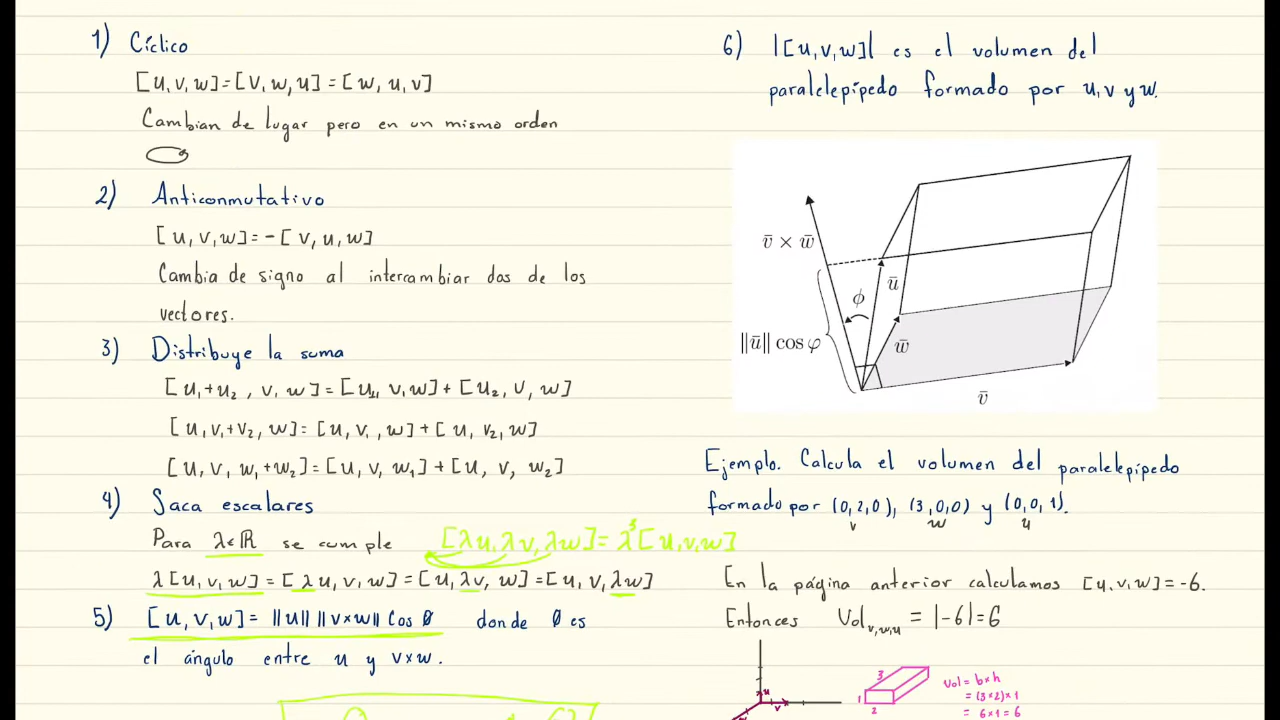 1) Cíclico
[u,v,w]=[v,w,u]=[w,u,v]
Cambian de lugar pero en un mismo orden
2) Anticonmutativo
[u,v,w]=-[v,u,w]
Cambia de signo al intercambiar dos de los
vectores.
3) Distribuye la suma
[u₁+u₂, v, w]=[u₁, v, w]+[u₂, v, w]
[u, v₁+v₂, w]=[u, v₁, w]+[u, v₂, w]
[u, v, w₁+w₂]=[u, v, w₁]+[u, v, w₂]
4) Saca escalares
Para λ∈ℝ se cumple [λu, λv, λw]=λ³[u,v,w]
λ[u,v,w]=[λu,v,w]=[u,λv,w]=[u,v,λw]
5) [u,v,w]=‖u‖ ‖v×w‖ Cos Ø donde Ø es
el ángulo entre u y v×w.
6) |[u,v,w]| es el volumen del
paralelepípedo formado por u, v y w.
v̄ × w̄
ū
ϕ
‖ū‖ cos φ
w̄
v̄
Ejemplo. Calcula el volumen del paralelepípedo
formado por (0,2,0), (3,0,0) y (0,0,1).
v w u
En la página anterior calculamos [u,v,w]=-6.
Entonces Vol v,w,u = |-6|=6
u
v
3
1
2
Vol = b×h
= (3×2)×1
= 6×1=6